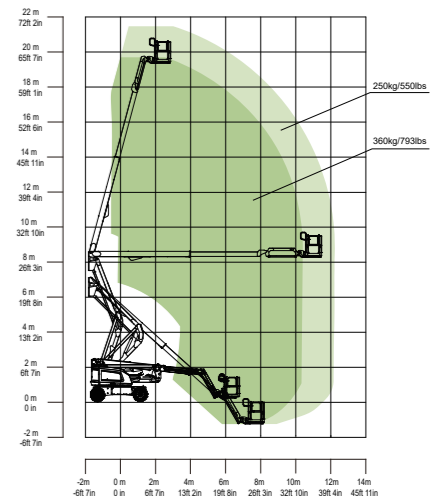 22 m
72ft 2in
20 m
65ft 7in
18 m
59ft 1in
16 m
52ft 6in
14 m
45ft 11in
12 m
39ft 4in
10 m
32ft 10in
8 m
26ft 3in
6 m
19ft 8in
4 m
13ft 2in
2 m
6ft 7in
0 m
0 in
-2 m
-6ft 7in
250kg/550lbs
360kg/793lbs
-2m 0 m 2m 4m 6m 8m 10m 12m 14m
-6ft 7in 0 in 6ft 7in 13ft 2in 19ft 8in 26ft 3in 32ft 10in 39ft 4in 45ft 11in